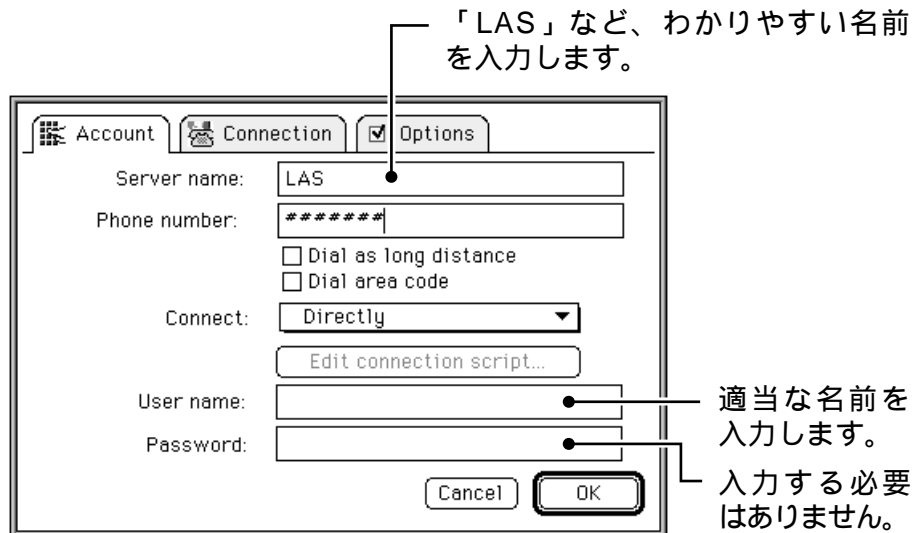 「LAS」など、わかりやすい名前
を入力します。
Account
Connection
Options
Server name:
LAS
Phone number:
#######
Dial as long distance
Dial area code
Connect:
Directly
Edit connection script...
User name:
適当な名前を
入力します。
Password:
入力する必要
はありません。
Cancel
OK